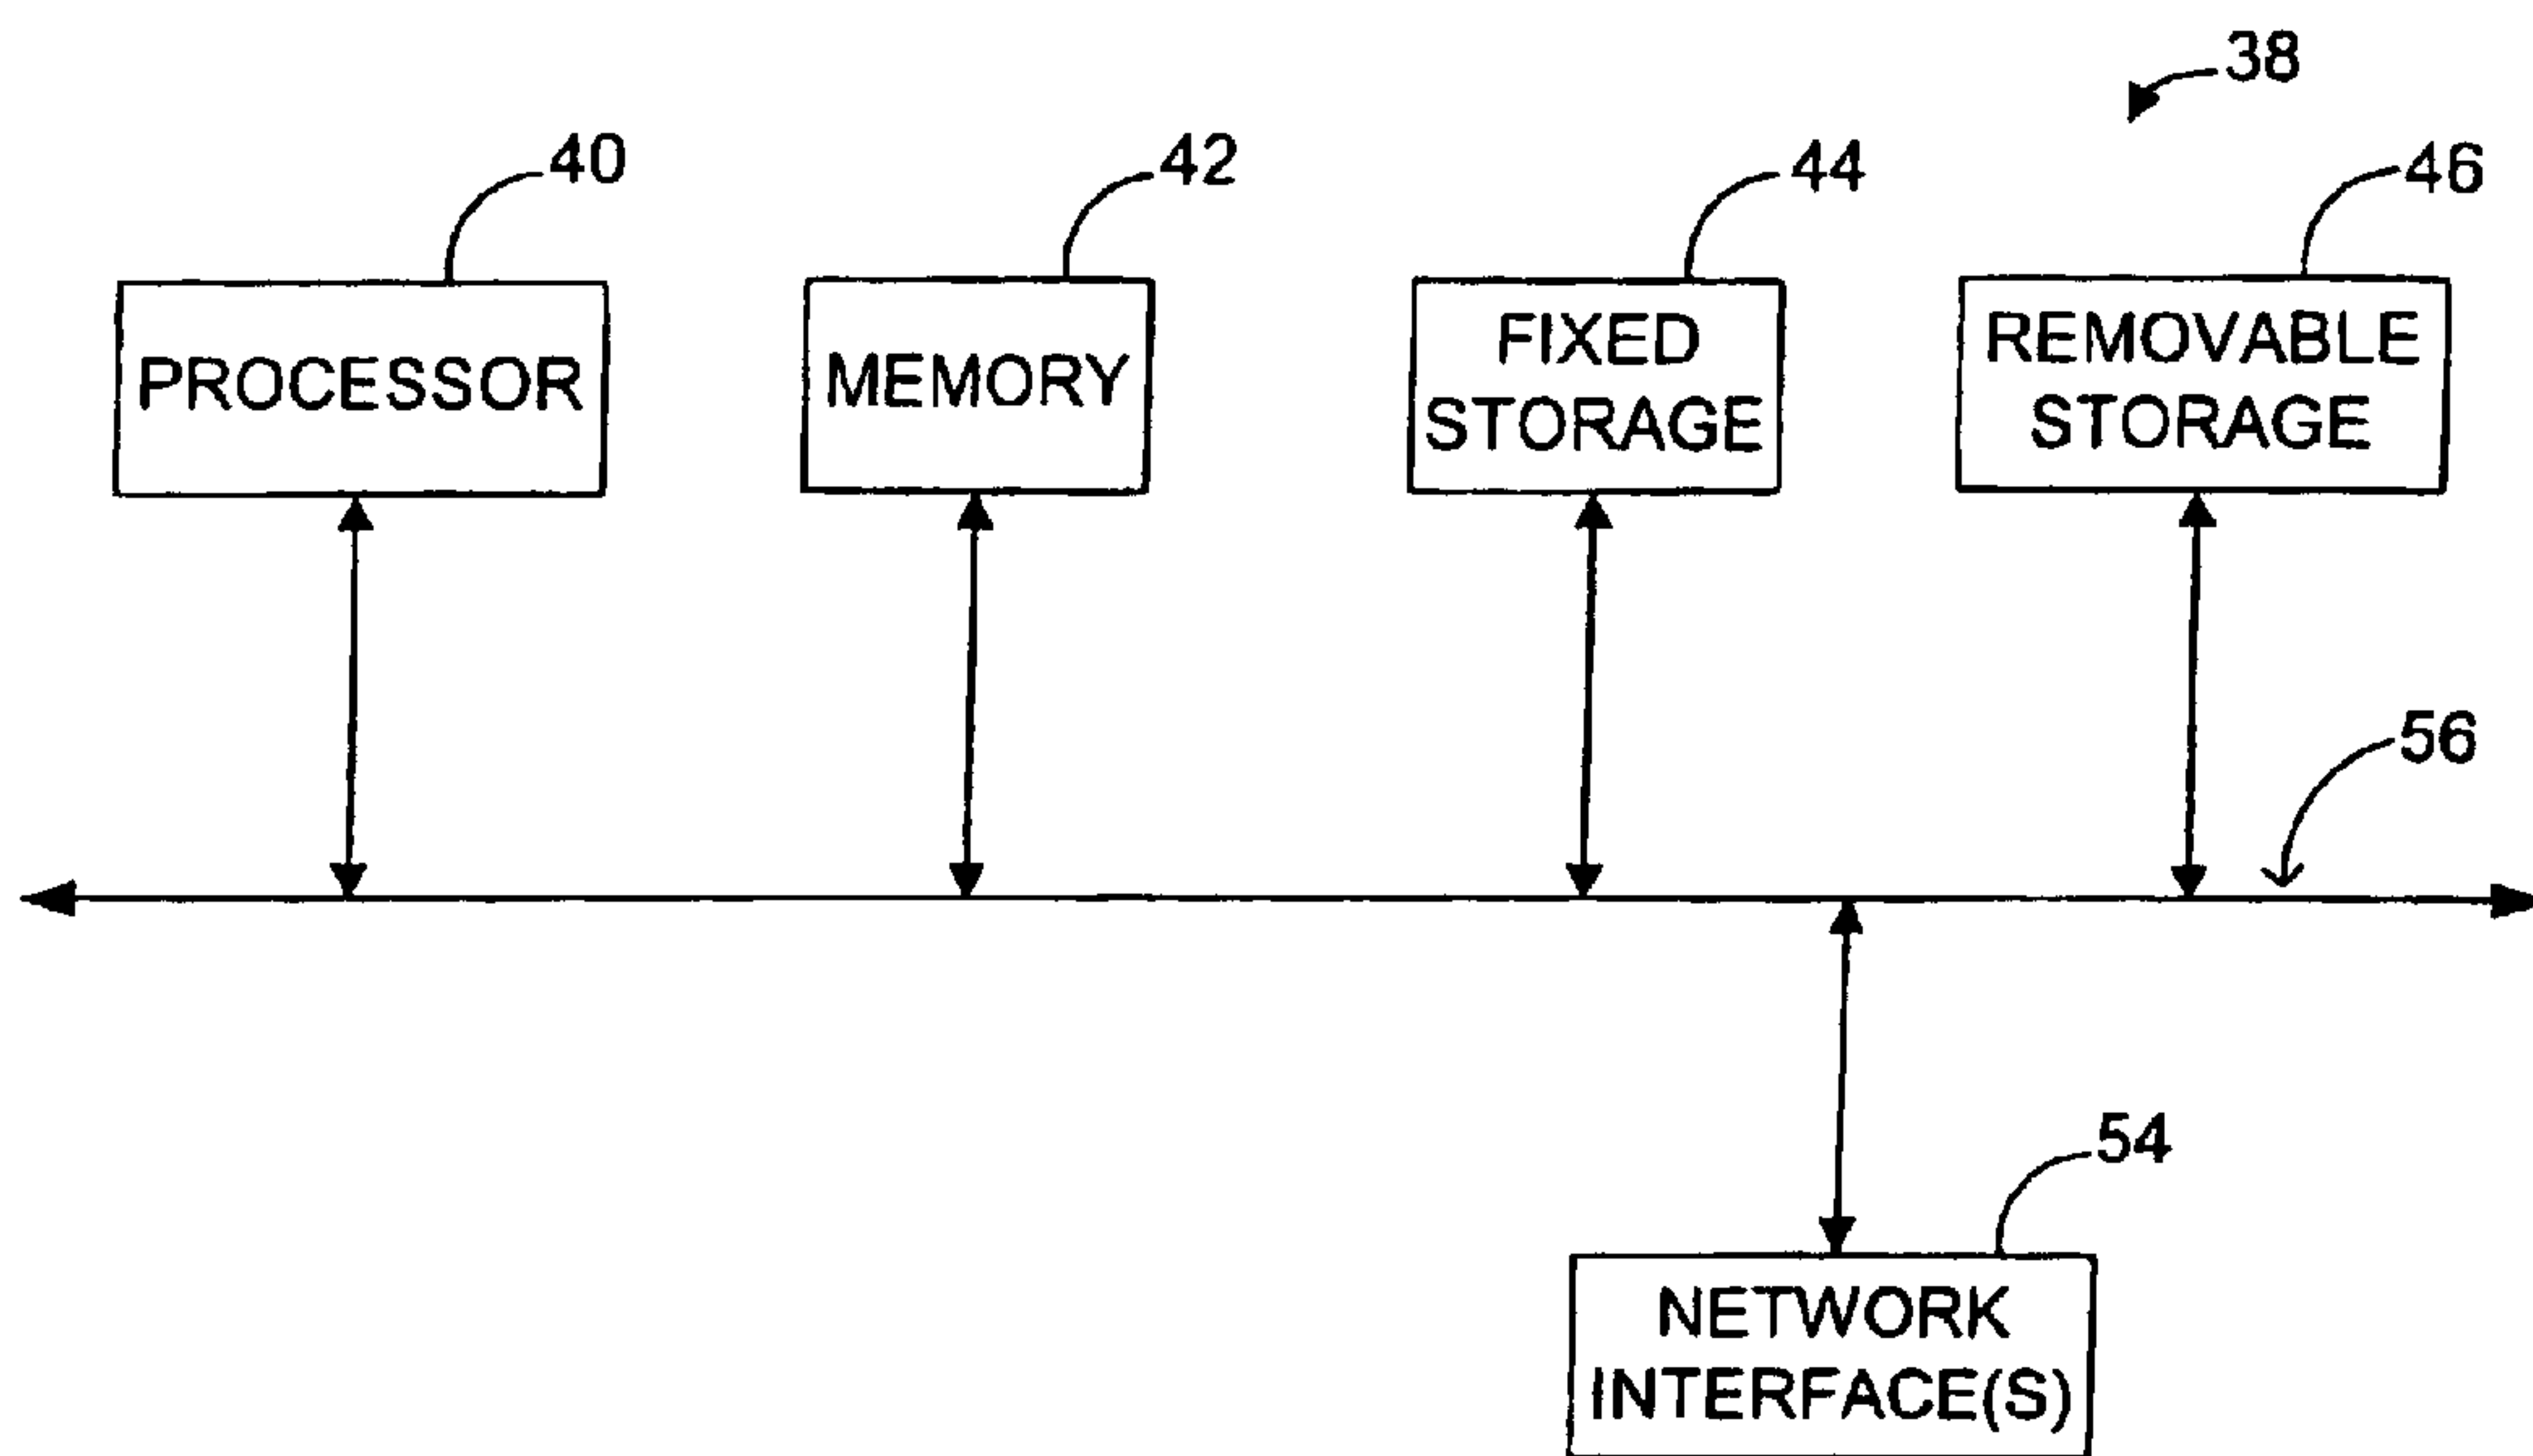 38
40
42
44
46
PROCESSOR
MEMORY
FIXED
STORAGE
REMOVABLE
STORAGE
56
54
NETWORK
INTERFACE(S)